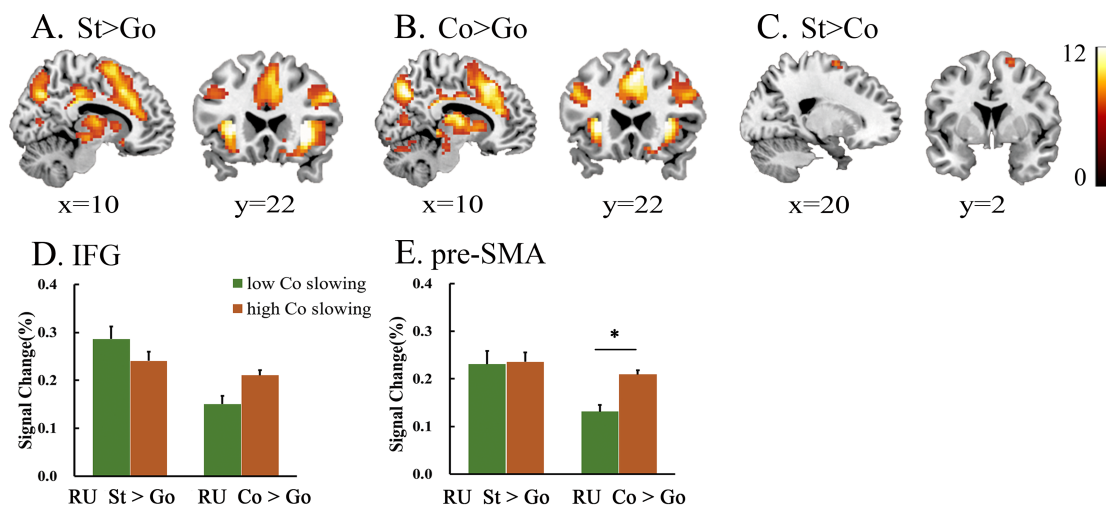 A. St>Go
B. Co>Go
C. St>Co
12
0
x=10
y=22
x=10
y=22
x=20
y=2
D. IFG
low Co slowing
high Co slowing
Signal Change(%)
0.4
0.3
0.2
0.1
0.0
RU St > Go
RU Co > Go
E. pre-SMA
*
Signal Change(%)
0.4
0.3
0.2
0.1
0.0
RU St > Go
RU Co > Go